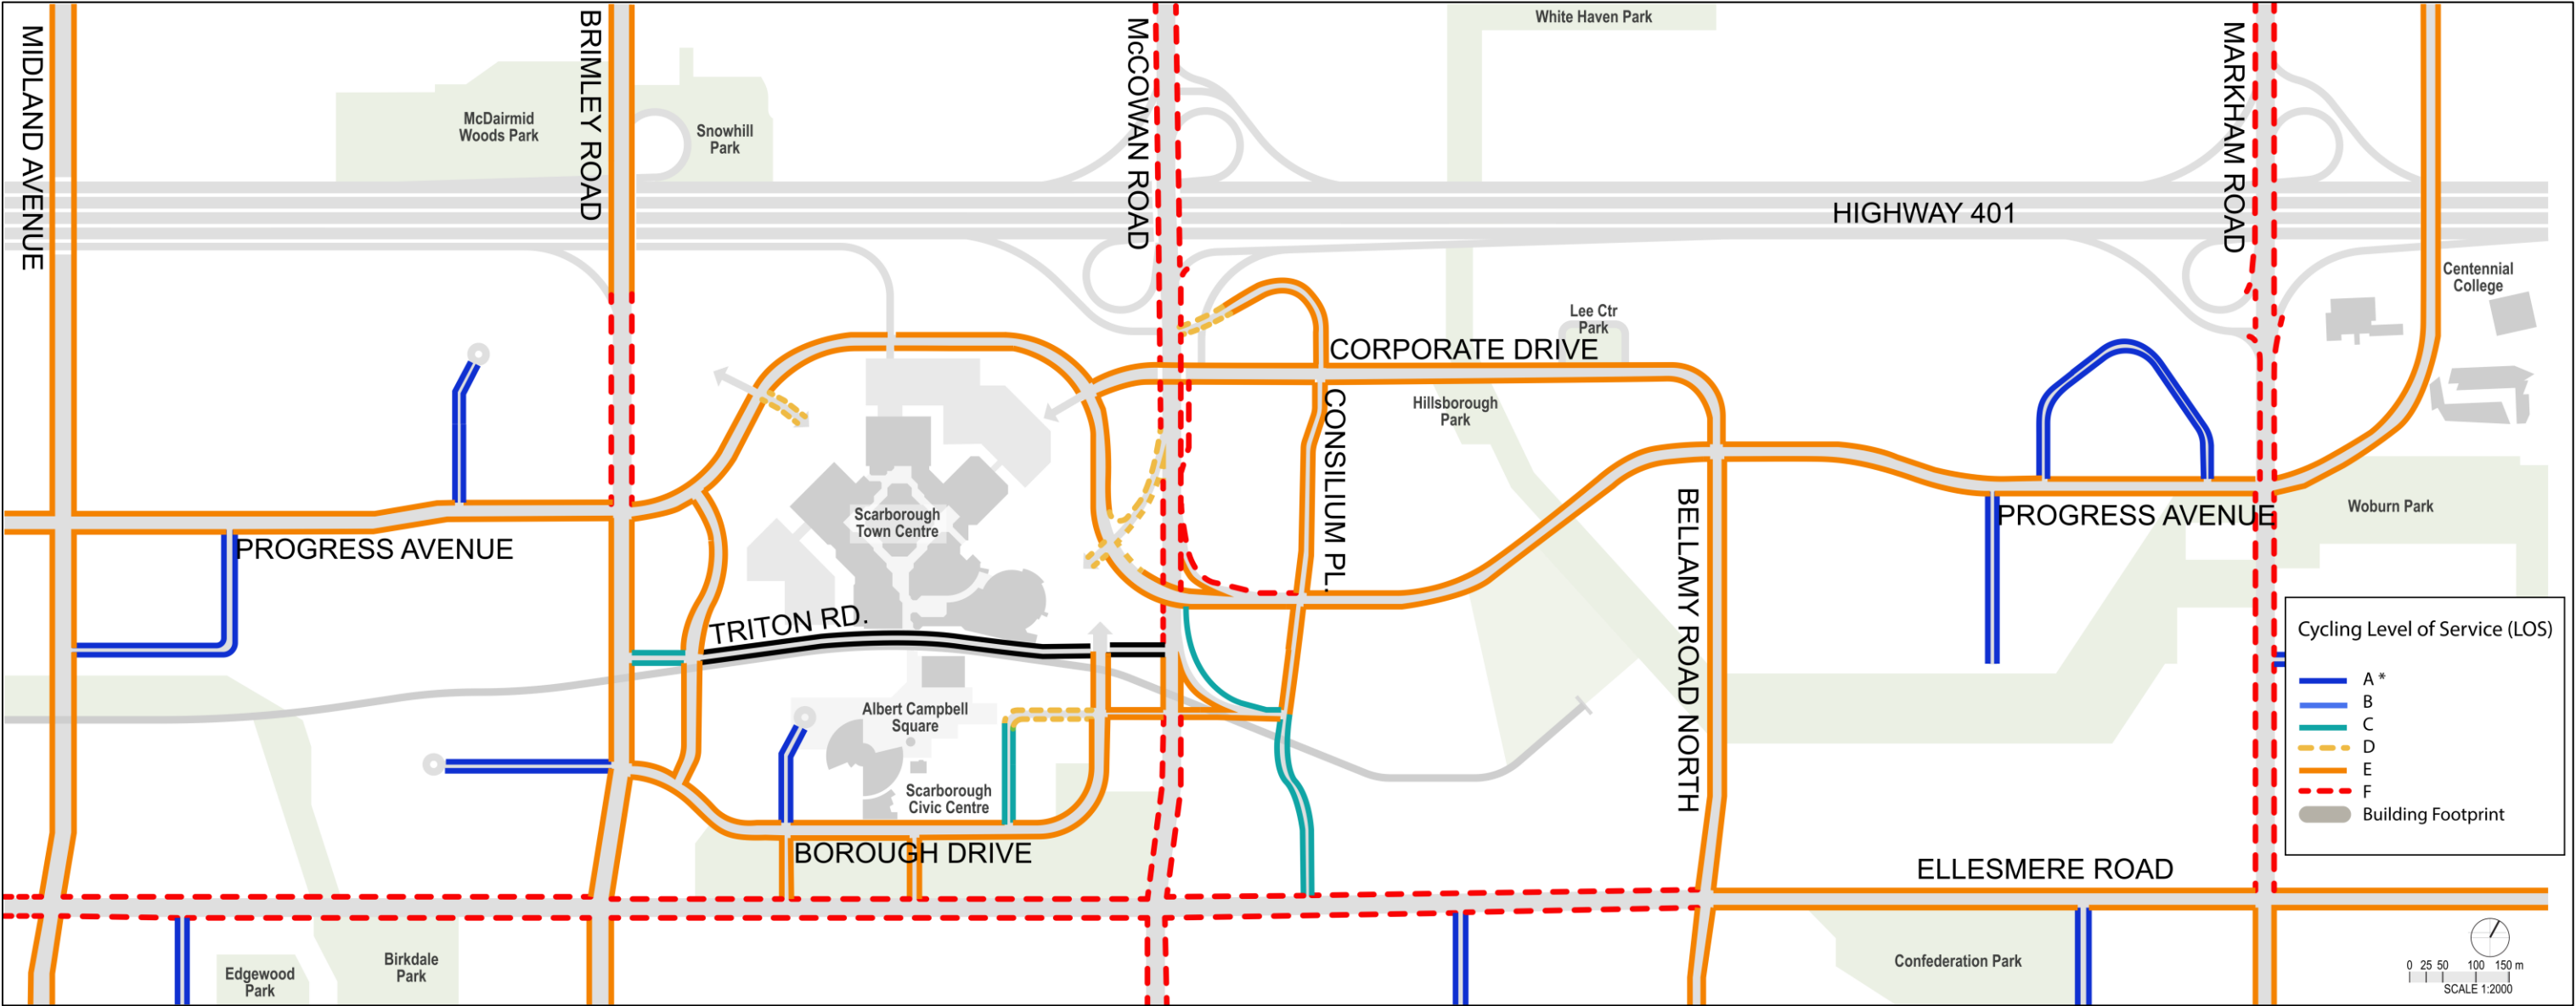 MIDLAND AVENUE
BRIMLEY ROAD
McCOWAN ROAD
White Haven Park
MARKHAM ROAD
McDairmid
Woods Park
Snowhill
Park
HIGHWAY 401
Centennial
College
Lee Ctr
Park
CORPORATE DRIVE
CONSILIUM PL.
Hillsborough
Park
Scarborough
Town Centre
BELLAMY ROAD NORTH
PROGRESS AVENUE
Woburn Park
PROGRESS AVENUE
TRITON RD.
Albert Campbell
Square
Scarborough
Civic Centre
BOROUGH DRIVE
ELLESMERE ROAD
Cycling Level of Service (LOS)
A *
B
C
D
E
F
Building Footprint
Edgewood
Park
Birkdale
Park
Confederation Park
0 25 50 100 150 m
SCALE 1:2000